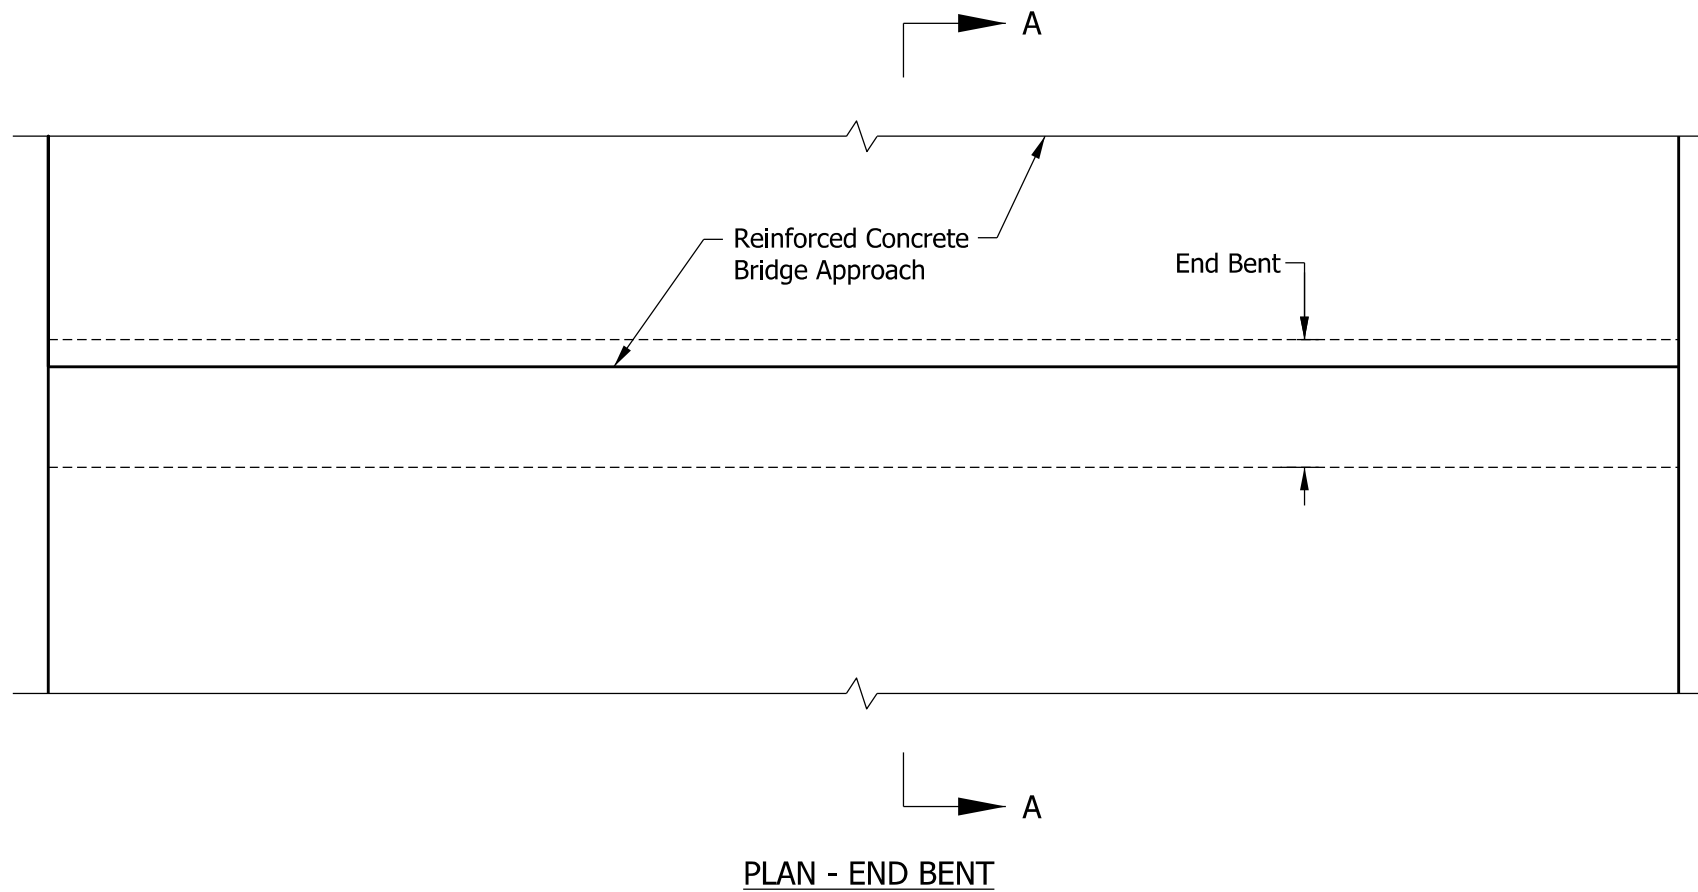 A
Reinforced Concrete
Bridge Approach
End Bent
A
PLAN - END BENT